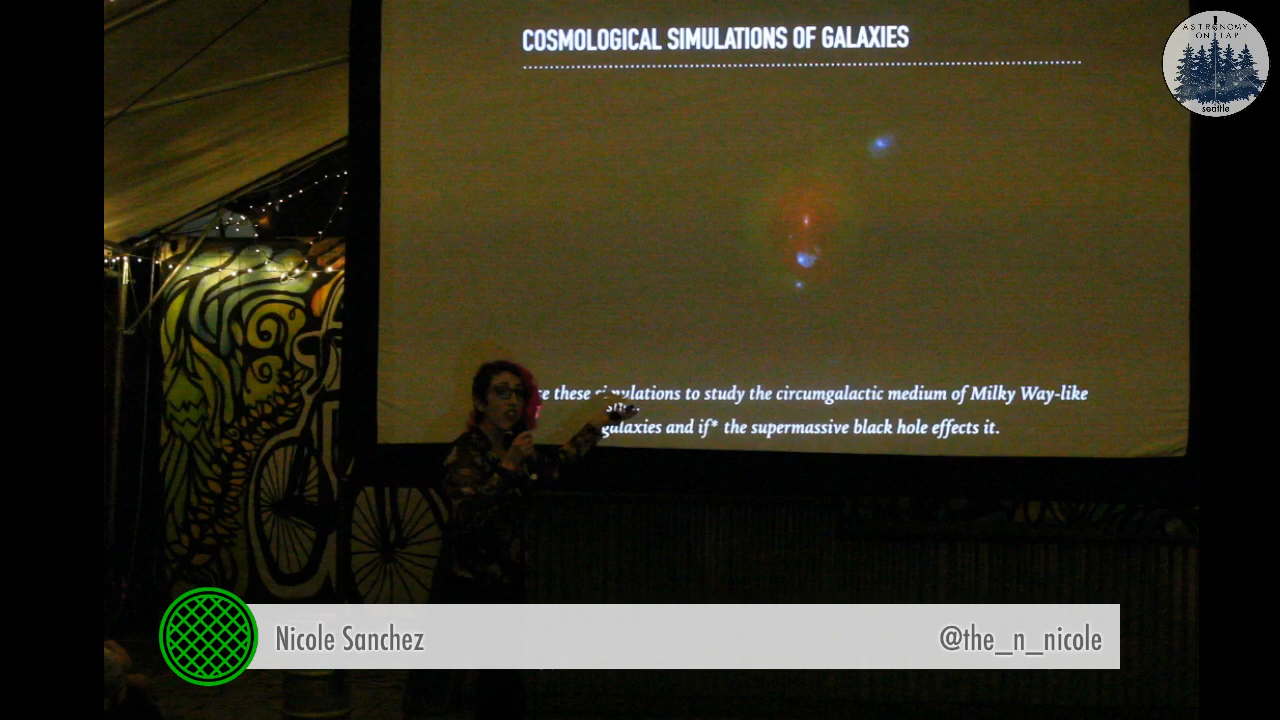 COSMOLOGICAL SIMULATIONS OF GALAXIES
ASTRONOMY
ON TAP
seattle
these simulations to study the circumgalactic medium of Milky Way-like
galaxies and if* the supermassive black hole effects it.
Nicole Sanchez
@the_n_nicole